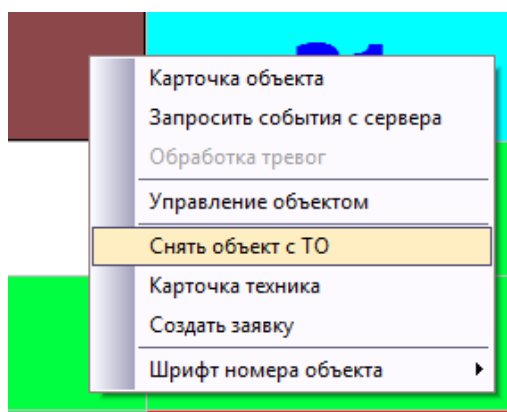 Карточка объекта
Запросить события с сервера
Обработка тревог
Управление объектом
Снять объект с ТО
Карточка техника
Создать заявку
Шрифт номера объекта